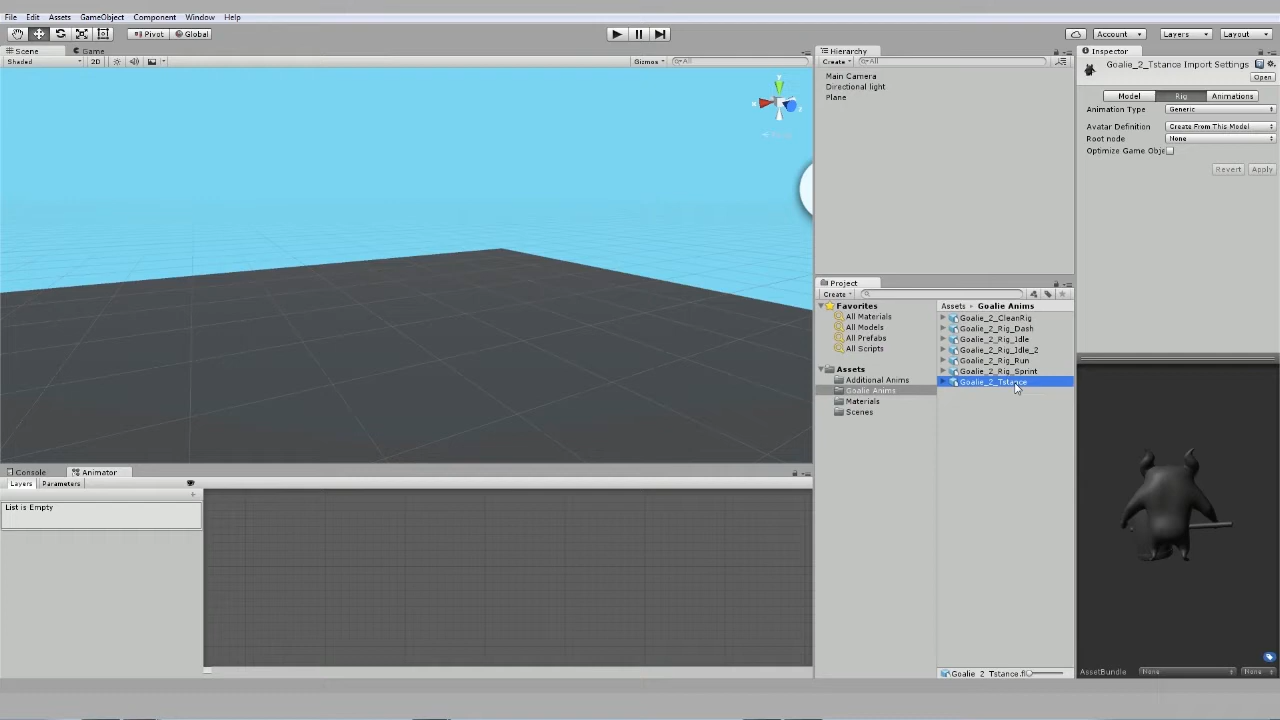 File Edit Assets GameObject Component Window Help
Pivot Global Account Layers Layout
Scene Game
Shaded 2D Gizmos All
Hierarchy
Create All
Main Camera
Directional light
Plane
Inspector
Goalie_2_Tstance Import Settings
Open
Model Rig Animations
Animation Type Generic
Avatar Definition Create From This Model
Root node None
Optimize Game Obje
Revert Apply
Project
Create
Favorites
All Materials
All Models
All Prefabs
All Scripts
Assets
Additional Anims
Goalie Anims
Materials
Scenes
Assets Goalie Anims
Goalie_2_CleanRig
Goalie_2_Rig_Dash
Goalie_2_Rig_Idle
Goalie_2_Rig_Idle_2
Goalie_2_Rig_Run
Goalie_2_Rig_Sprint
Goalie_2_Tstance
Console Animator
Layers Parameters
List is Empty
Goalie_2_Tstance.f
AssetBundle None None